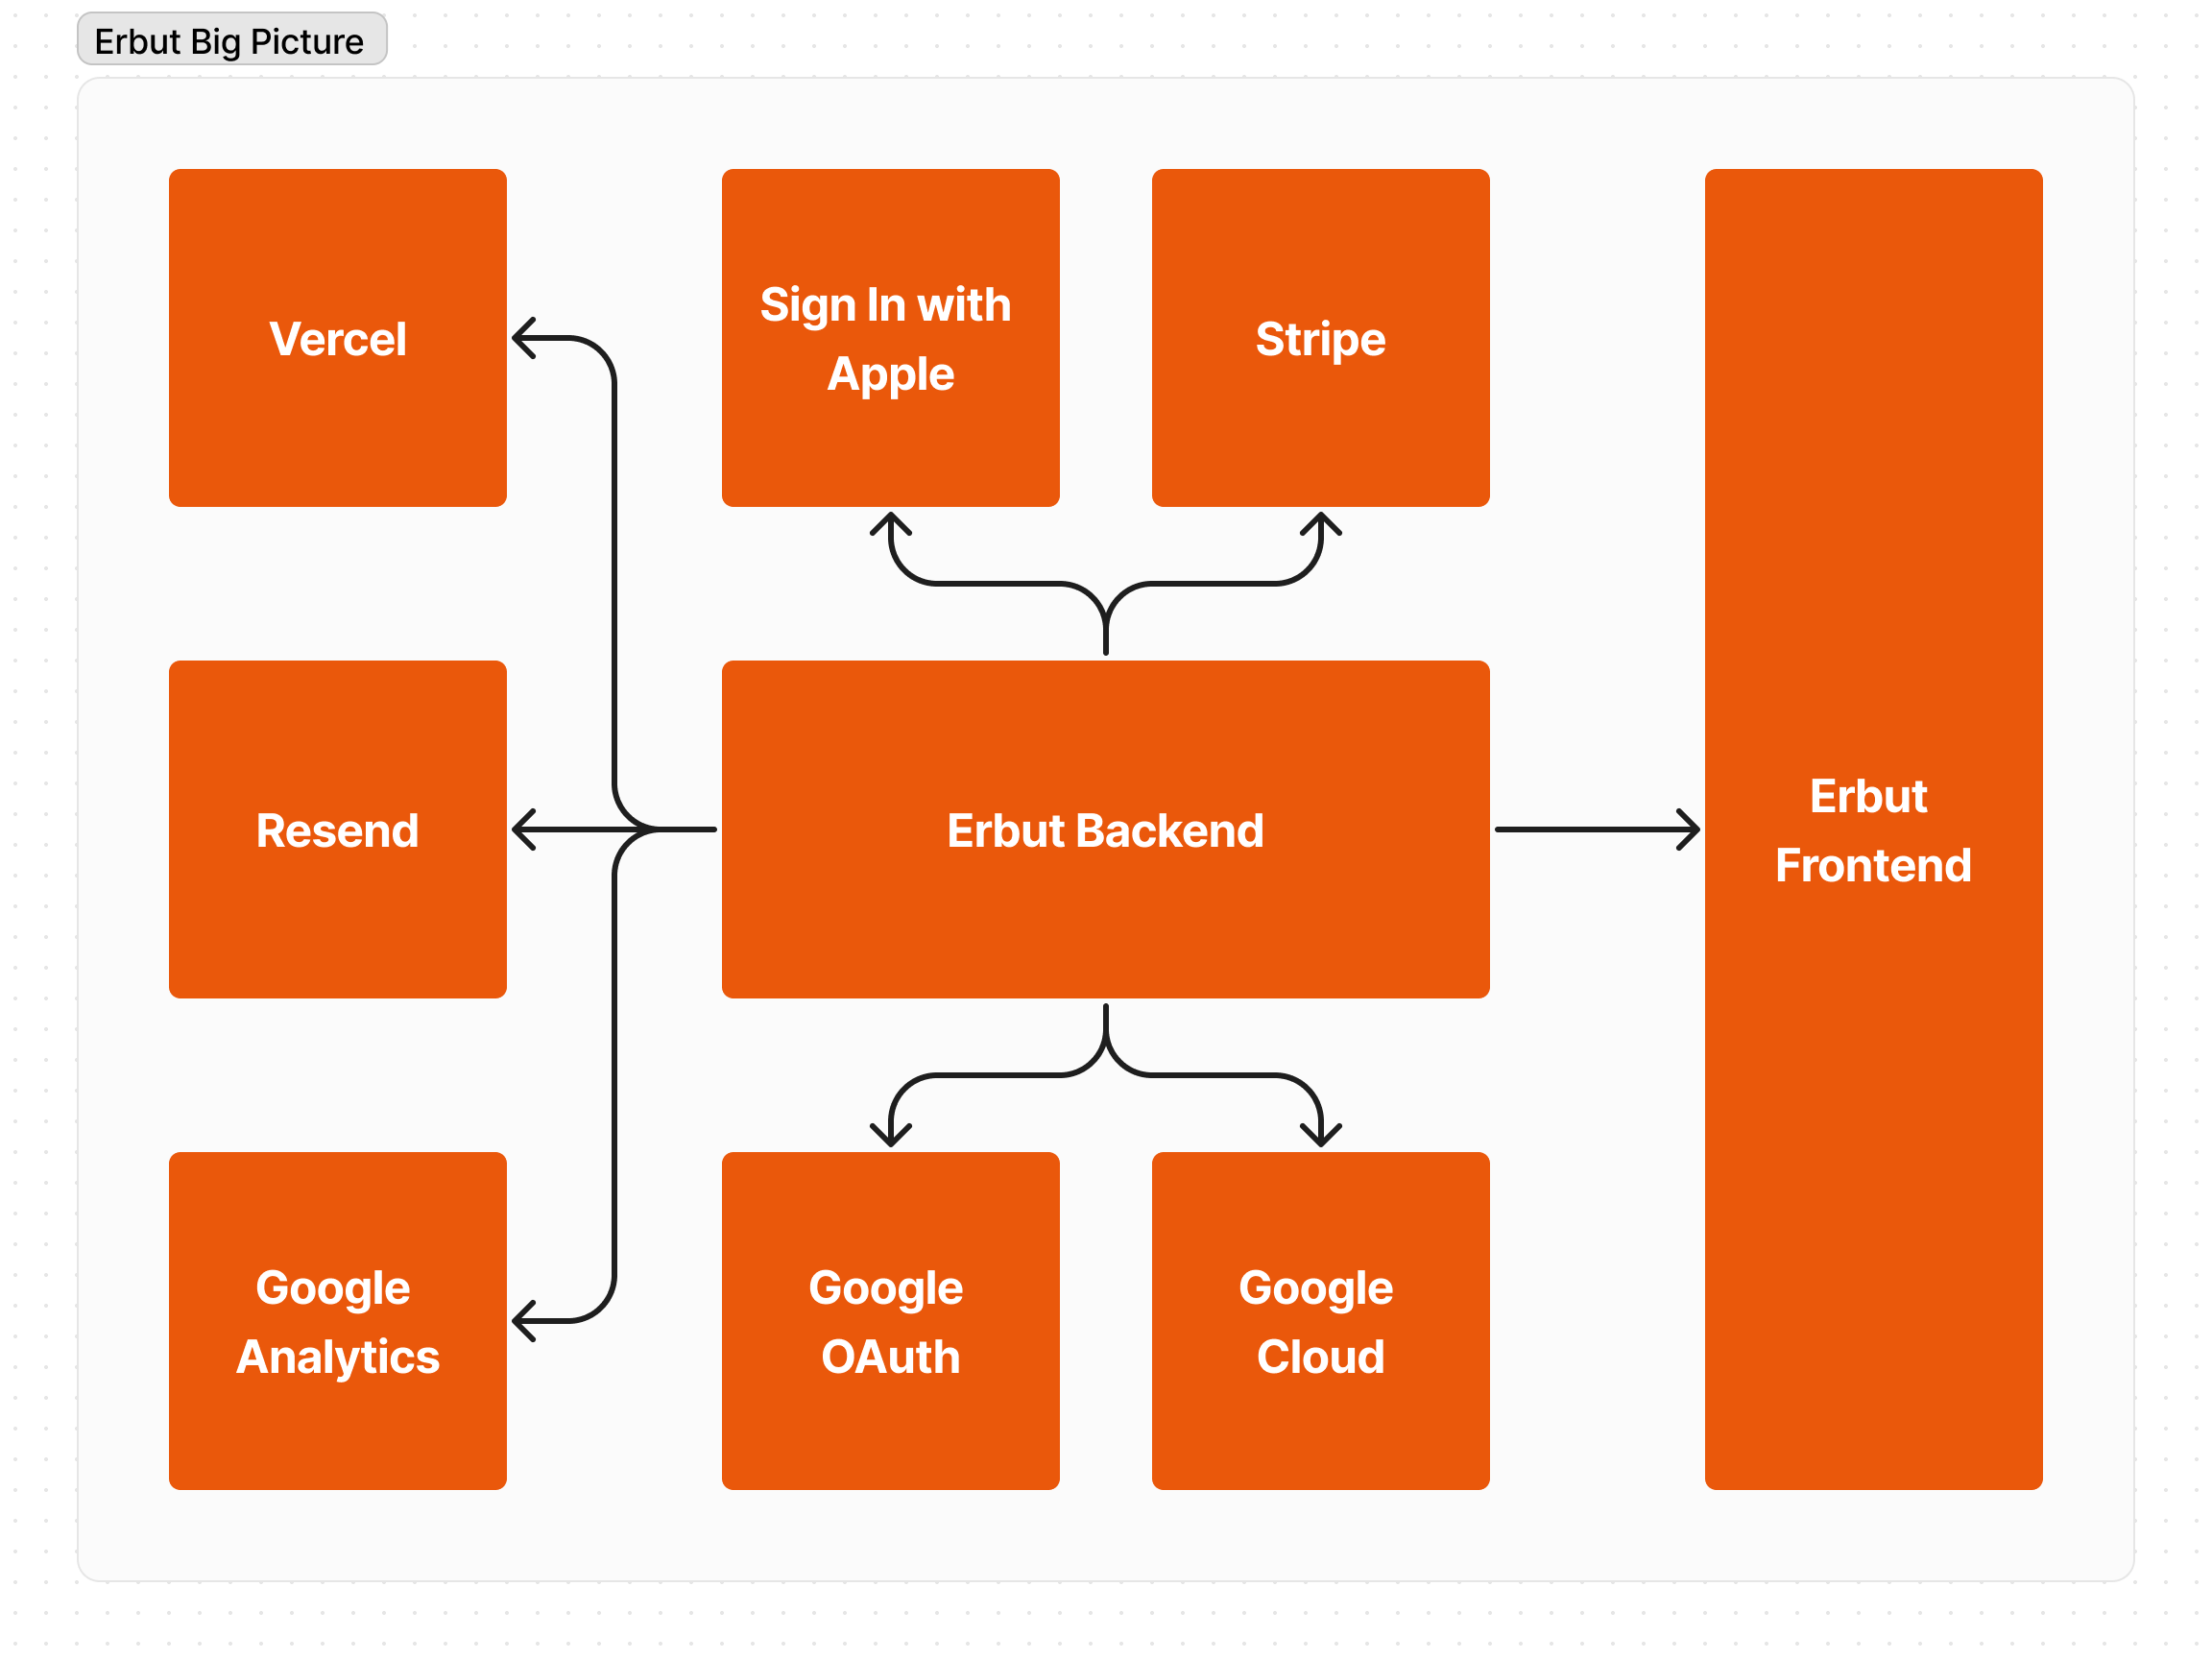 Erbut Big Picture
Vercel
Sign In with
Apple
Stripe
Resend
Erbut Backend
Erbut
Frontend
Google
Analytics
Google
OAuth
Google
Cloud